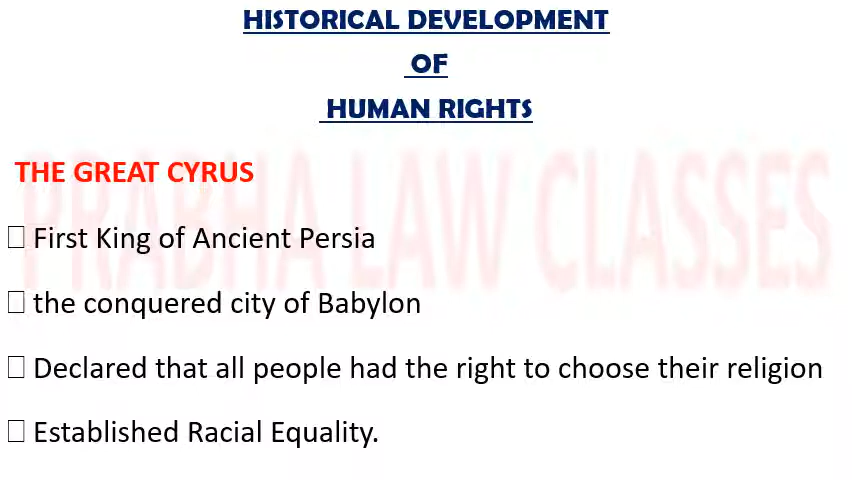 HISTORICAL DEVELOPMENT
OF
HUMAN RIGHTS
PRABHA LAW CLASSES
THE GREAT CYRUS
□ First King of Ancient Persia
□ the conquered city of Babylon
□ Declared that all people had the right to choose their religion
□ Established Racial Equality.